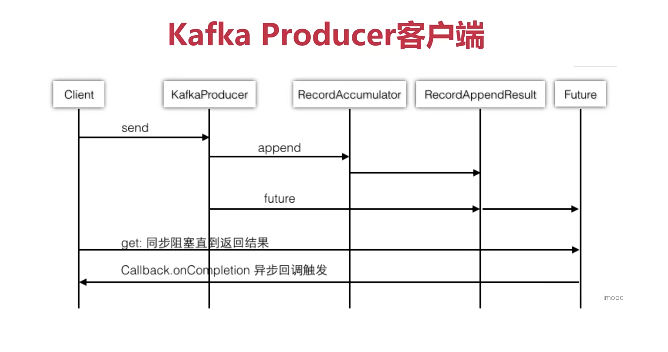 Kafka Producer客户端
Client KafkaProducer RecordAccumulator RecordAppendResult Future
send
append
future
get: 同步阻塞直到返回结果
Callback.onCompletion 异步回调触发
imooc